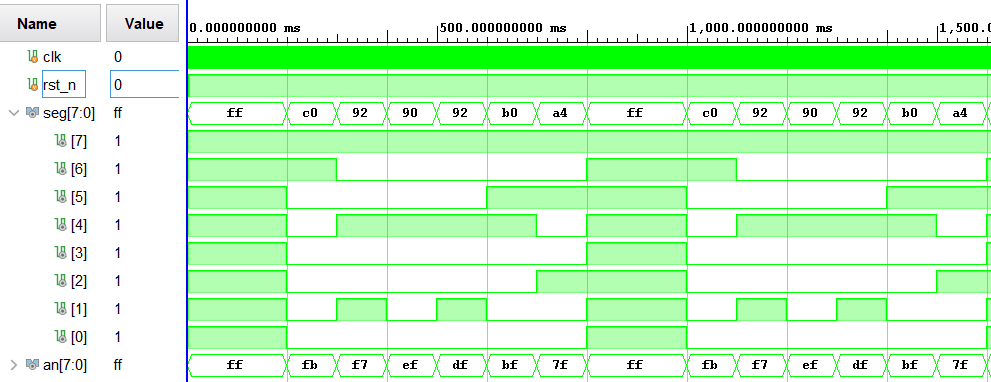 Name Value 0.000000000 ms 500.000000000 ms 1,000.000000000 ms 1,500.0
clk 0
rst_n 0
seg[7:0] ff ff c0 92 90 92 b0 a4 ff c0 92 90 92 b0 a4
[7] 1
[6] 1
[5] 1
[4] 1
[3] 1
[2] 1
[1] 1
[0] 1
an[7:0] ff ff fb f7 ef df bf 7f ff fb f7 ef df bf 7f